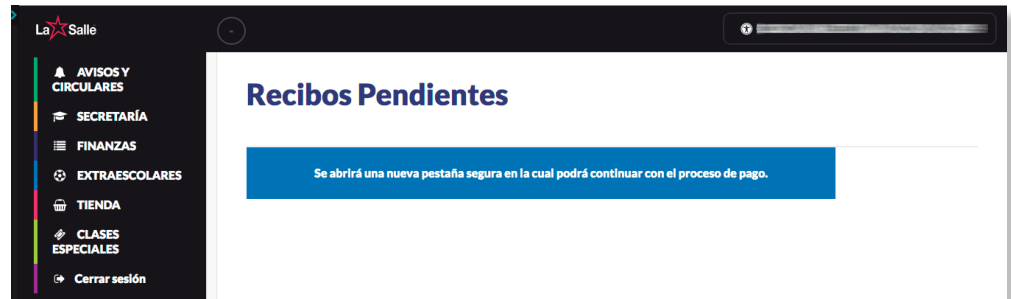 La Salle
-
AVISOS Y
CIRCULARES
SECRETARÍA
FINANZAS
EXTRAESCOLARES
TIENDA
CLASES
ESPECIALES
Cerrar sesión
Recibos Pendientes
Se abrirá una nueva pestaña segura en la cual podrá continuar con el proceso de pago.